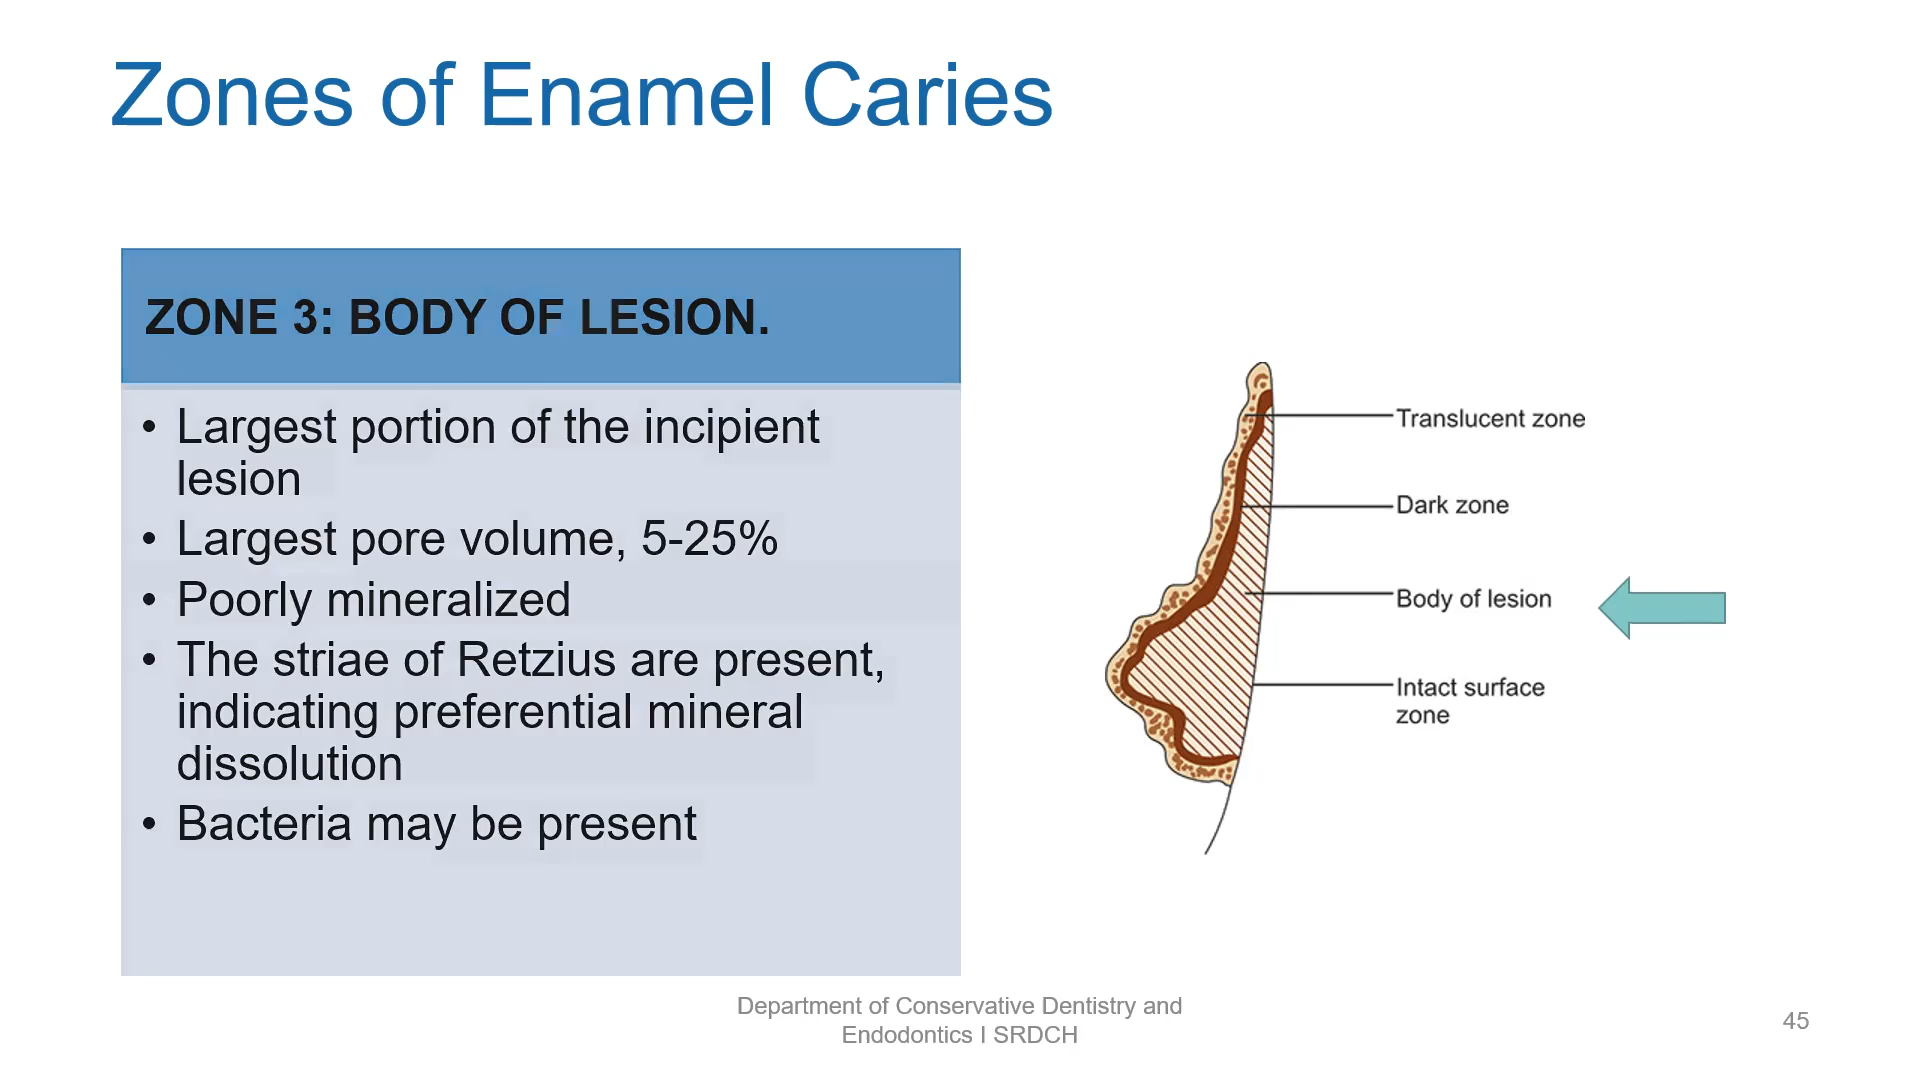 Zones of Enamel Caries
ZONE 3: BODY OF LESION.
• Largest portion of the incipient
lesion
• Largest pore volume, 5-25%
• Poorly mineralized
• The striae of Retzius are present,
indicating preferential mineral
dissolution
• Bacteria may be present
Translucent zone
Dark zone
Body of lesion
Intact surface
zone
Department of Conservative Dentistry and
Endodontics I SRDCH
45